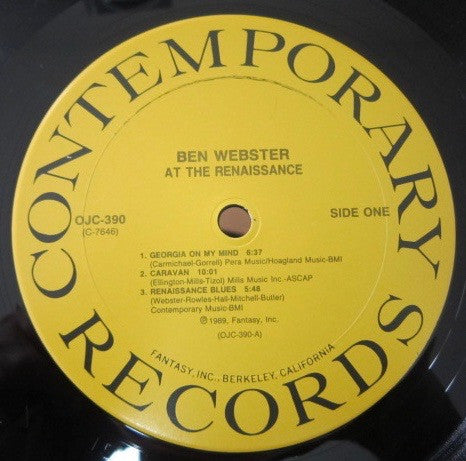 CONTEMPORARY RECORDS
BEN WEBSTER
AT THE RENAISSANCE
OJC-390
(C-7646)
SIDE ONE
1. GEORGIA ON MY MIND 6:37
(Carmichael-Gorrell) Pera Music/Hoagland Music-BMI
2. CARAVAN 10:01
(Ellington-Mills-Tizol) Mills Music Inc.-ASCAP
3. RENAISSANCE BLUES 5:48
(Webster-Rowles-Hall-Mitchell-Butler)
Contemporary Music-BMI
℗ 1989, Fantasy, Inc.
(OJC-390-A)
FANTASY, INC., BERKELEY, CALIFORNIA